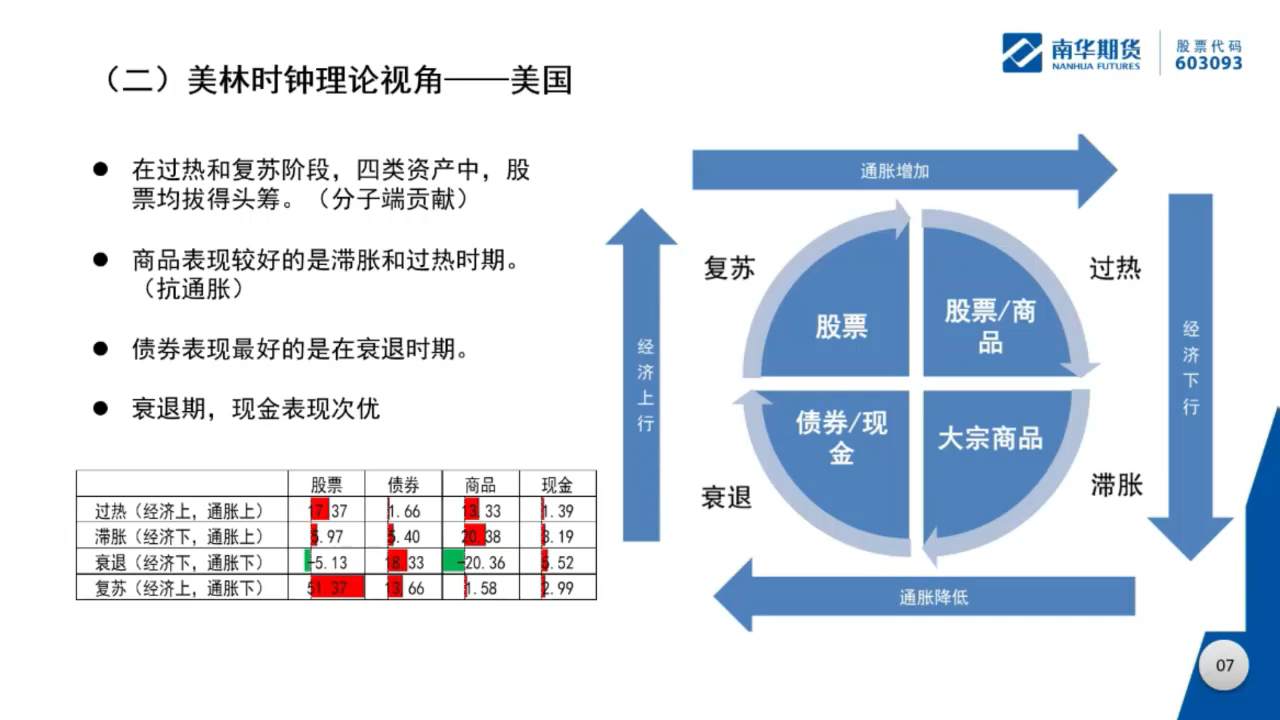 （二）美林时钟理论视角——美国
南华期货
NANHUA FUTURES
股票代码
603093
● 在过热和复苏阶段，四类资产中，股
票均拔得头筹。（分子端贡献）
● 商品表现较好的是滞胀和过热时期。
（抗通胀）
● 债券表现最好的是在衰退时期。
● 衰退期，现金表现次优
股票 债券 商品 现金
过热（经济上，通胀上） 17.37 1.66 13.33 1.39
滞胀（经济下，通胀上） 5.97 5.40 20.38 3.19
衰退（经济下，通胀下） -5.13 18.33 -20.36 5.52
复苏（经济上，通胀下） 51.37 13.66 1.58 2.99
通胀增加
经济上行
复苏
过热
股票
股票/商
品
经济下行
债券/现
金
大宗商品
衰退
滞胀
通胀降低
07